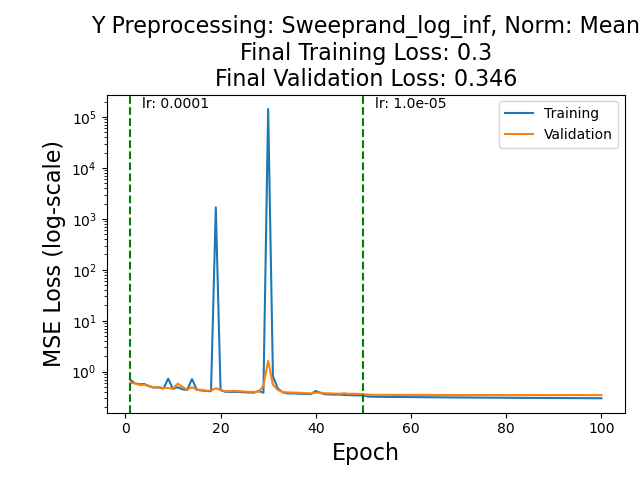 Y Preprocessing: Sweeprand_log_inf, Norm: Mean
Final Training Loss: 0.3
Final Validation Loss: 0.346
lr: 0.0001
lr: 1.0e-05
Training
Validation
MSE Loss (log-scale)
10⁵
10⁴
10³
10²
10¹
10⁰
0 20 40 60 80 100
Epoch